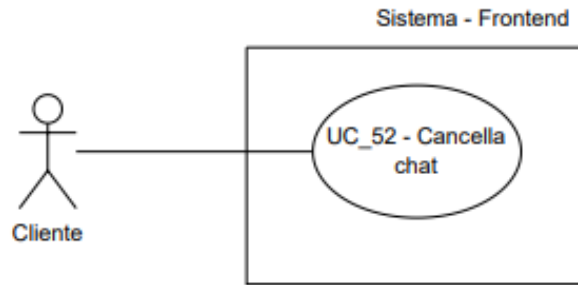 Sistema - Frontend
UC_52 - Cancella
chat
Cliente